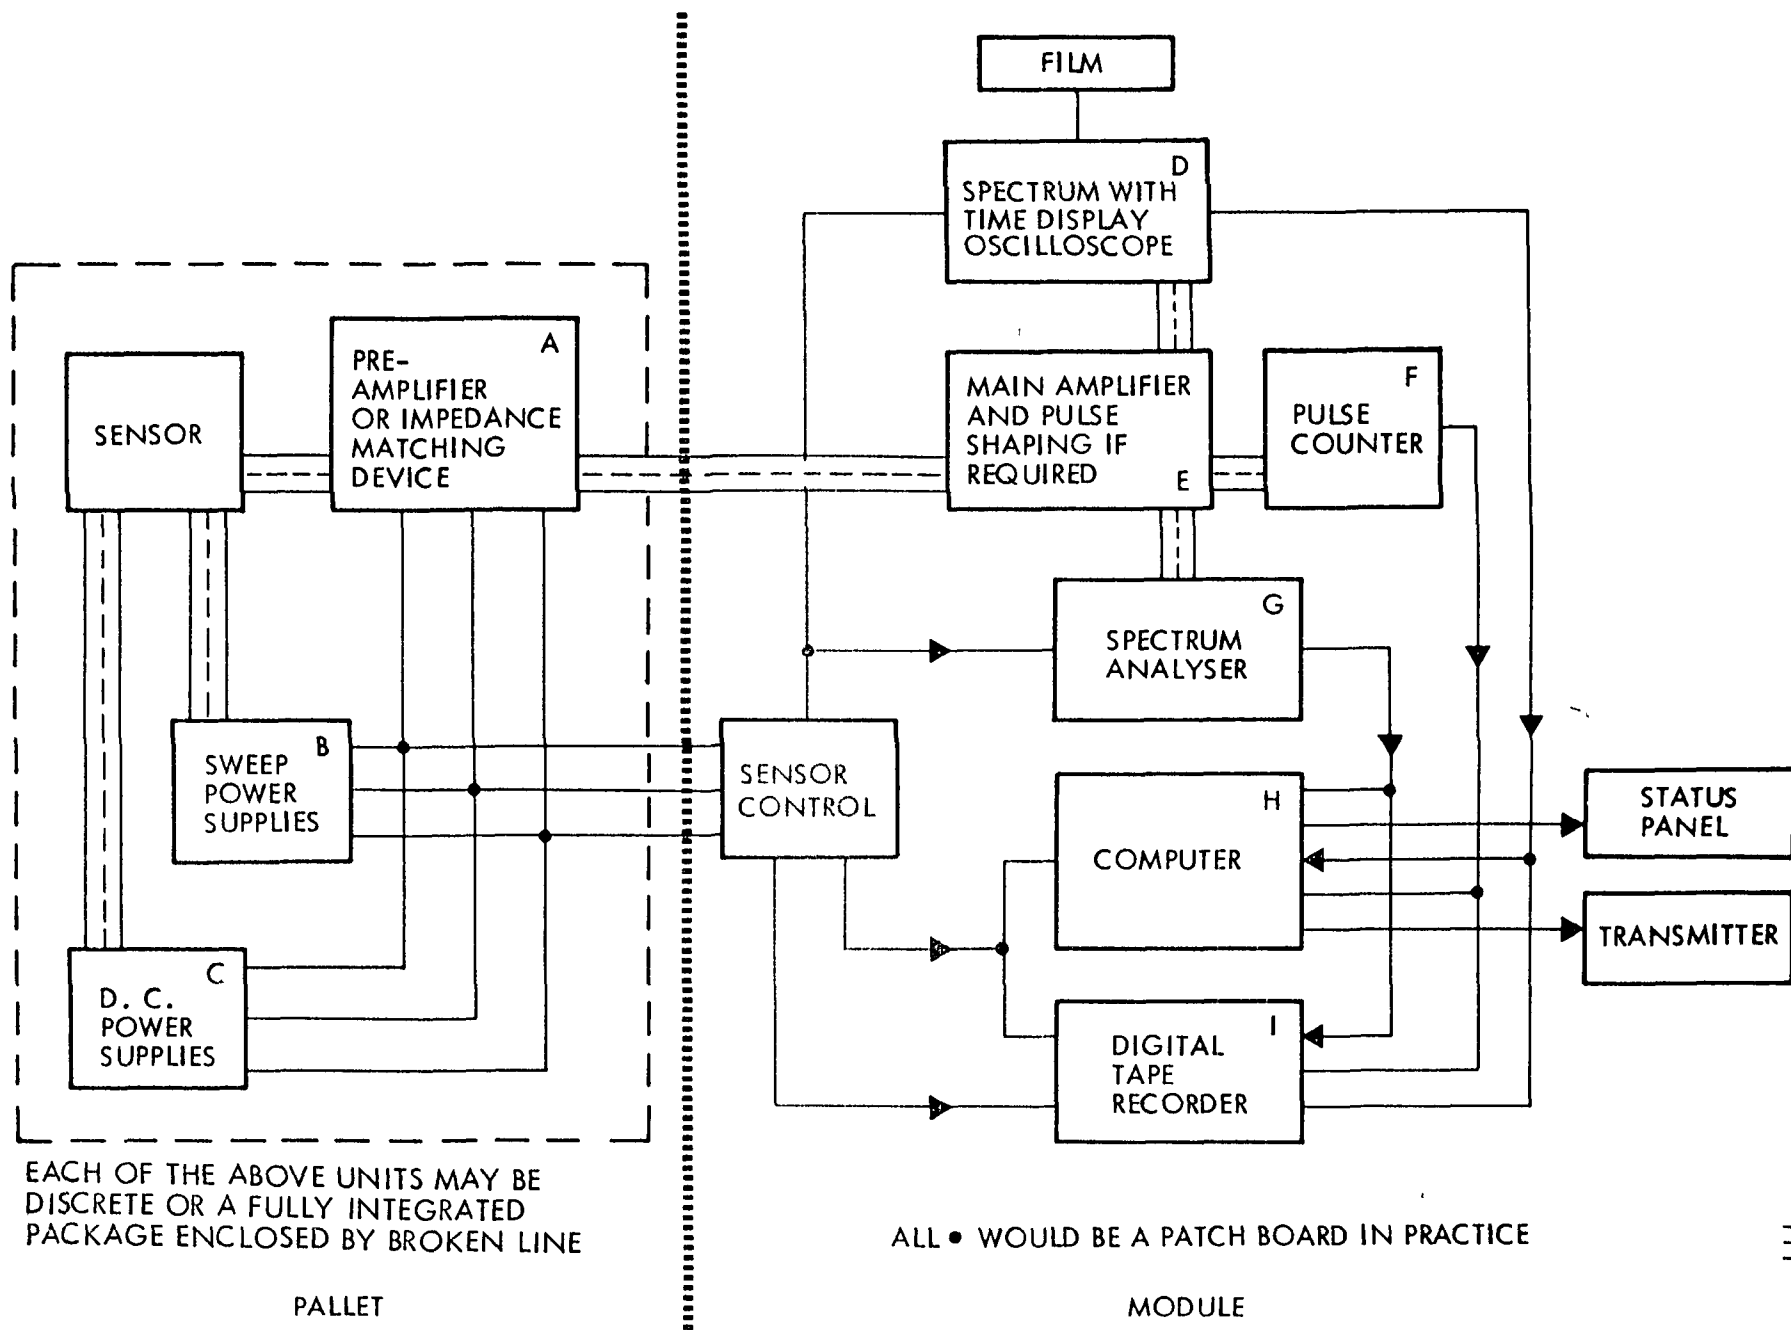 FILM
D
SPECTRUM WITH
TIME DISPLAY
OSCILLOSCOPE
SENSOR
A
PRE-
AMPLIFIER
OR IMPEDANCE
MATCHING
DEVICE
MAIN AMPLIFIER
AND PULSE
SHAPING IF
REQUIRED
E
F
PULSE
COUNTER
G
SPECTRUM
ANALYSER
B
SWEEP
POWER
SUPPLIES
SENSOR
CONTROL
H
COMPUTER
STATUS
PANEL
TRANSMITTER
C
D. C.
POWER
SUPPLIES
I
DIGITAL
TAPE
RECORDER
EACH OF THE ABOVE UNITS MAY BE
DISCRETE OR A FULLY INTEGRATED
PACKAGE ENCLOSED BY BROKEN LINE
ALL ● WOULD BE A PATCH BOARD IN PRACTICE
PALLET
MODULE